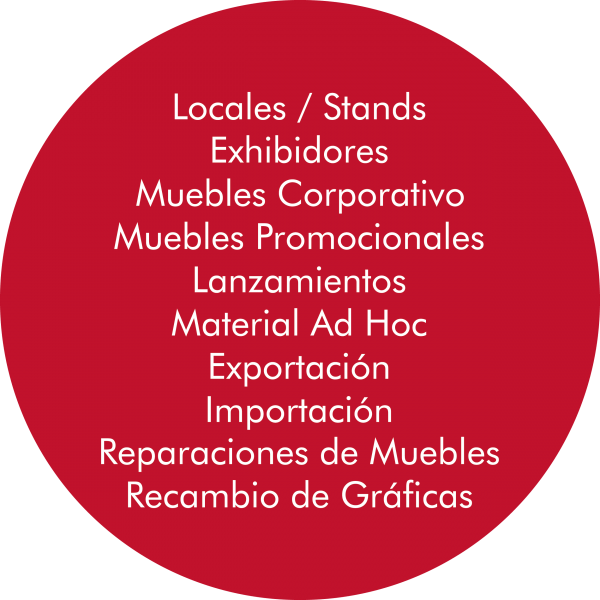 Locales / Stands
Exhibidores
Muebles Corporativo
Muebles Promocionales
Lanzamientos
Material Ad Hoc
Exportación
Importación
Reparaciones de Muebles
Recambio de Gráficas